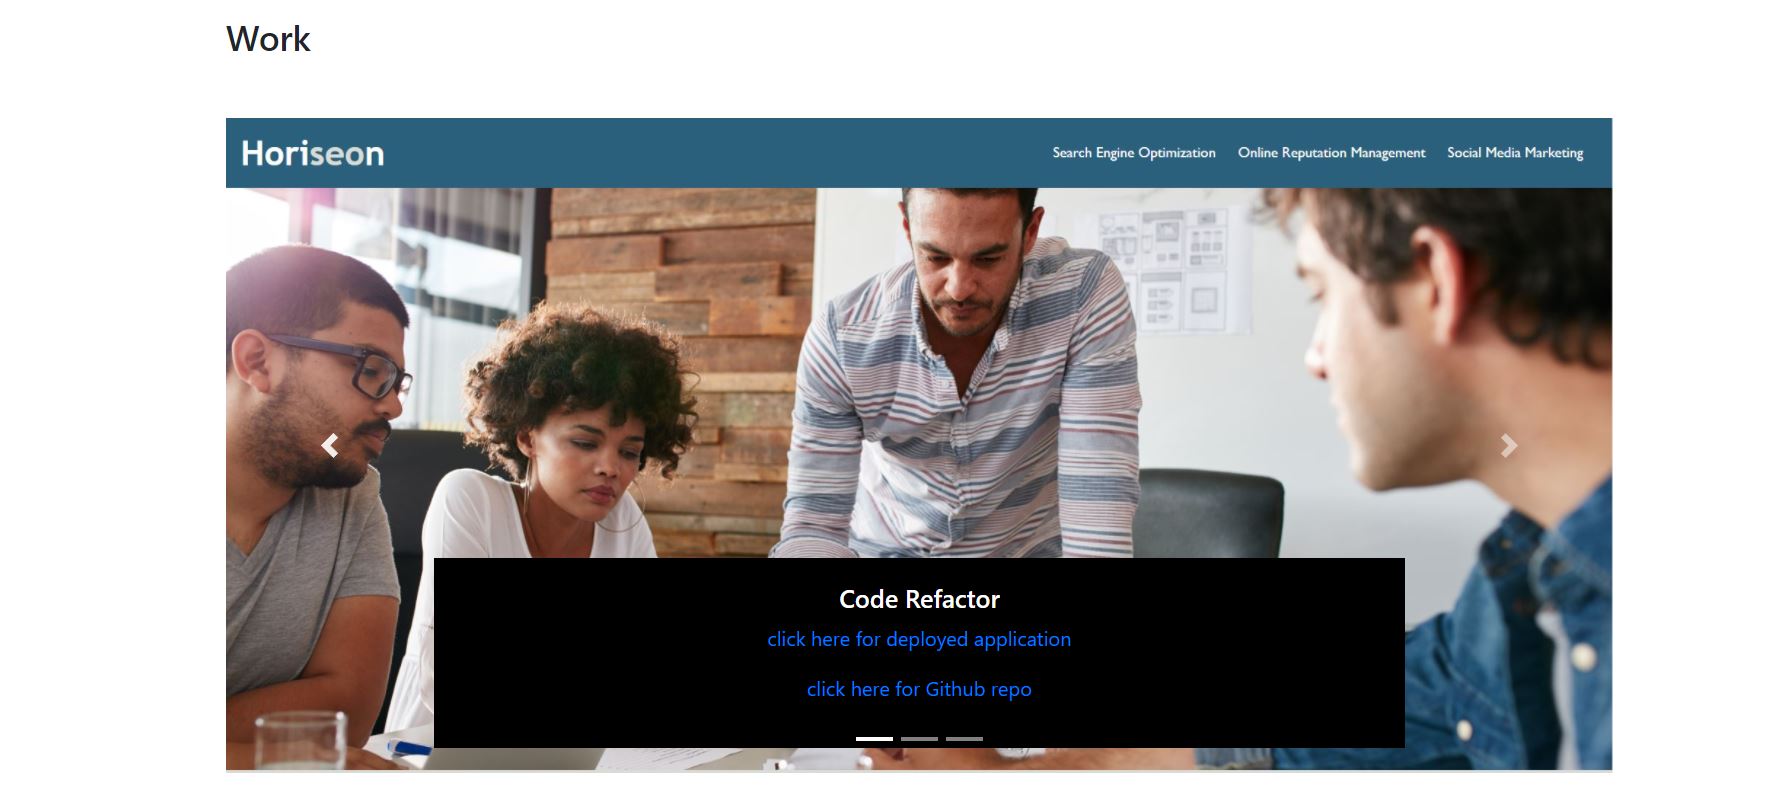 Work
Horiseon
Search Engine Optimization Online Reputation Management Social Media Marketing
Code Refactor
click here for deployed application
click here for Github repo